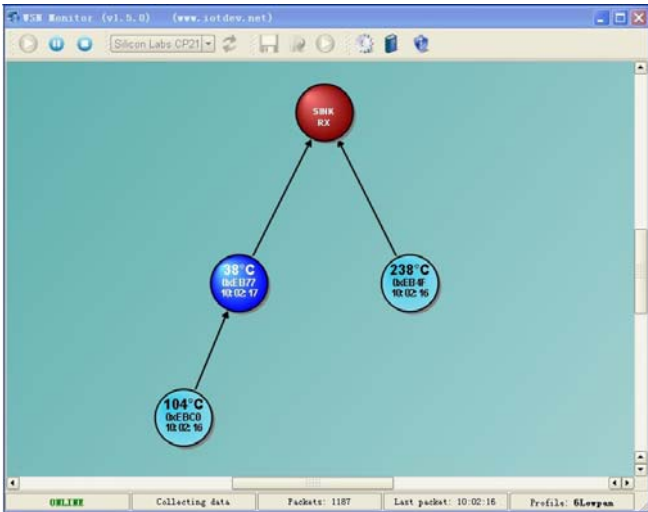 WSN Monitor (v1.5.0) (www.iotdev.net)
Silicon Labs CP21
SINK
RX
38°C
0xEB77
10:02:17
238°C
0xEB4F
10:02:16
104°C
0xEBC0
10:02:16
ONLINE Collecting data Packets: 1187 Last packet: 10:02:16 Profile: 6Lowpan